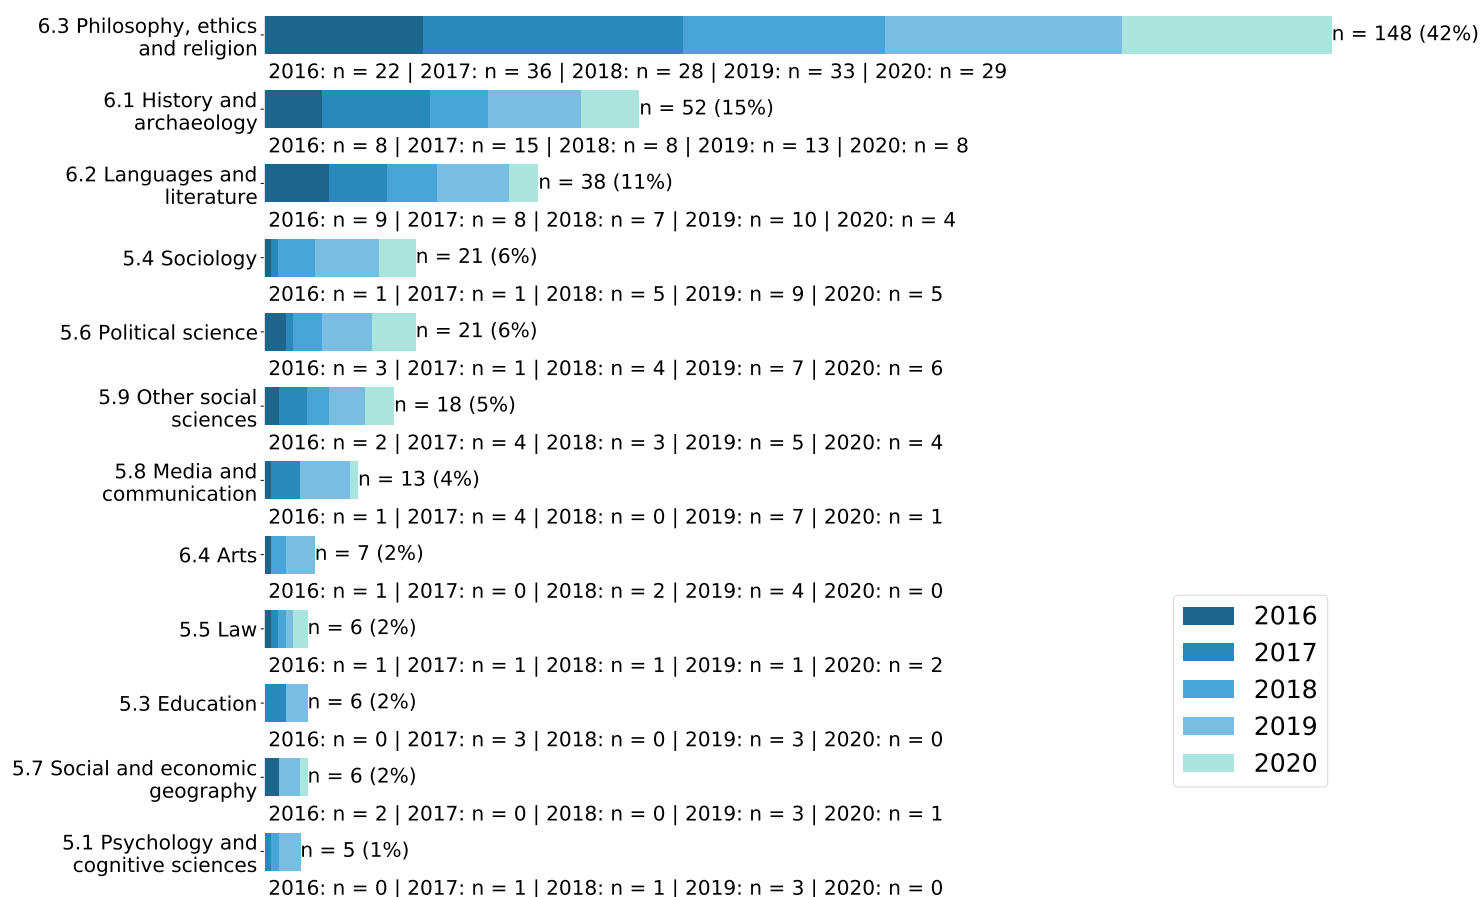 6.3 Philosophy, ethics
and religion
n = 148 (42%)
2016: n = 22 | 2017: n = 36 | 2018: n = 28 | 2019: n = 33 | 2020: n = 29
6.1 History and
archaeology
n = 52 (15%)
2016: n = 8 | 2017: n = 15 | 2018: n = 8 | 2019: n = 13 | 2020: n = 8
6.2 Languages and
literature
n = 38 (11%)
2016: n = 9 | 2017: n = 8 | 2018: n = 7 | 2019: n = 10 | 2020: n = 4
5.4 Sociology
n = 21 (6%)
2016: n = 1 | 2017: n = 1 | 2018: n = 5 | 2019: n = 9 | 2020: n = 5
5.6 Political science
n = 21 (6%)
2016: n = 3 | 2017: n = 1 | 2018: n = 4 | 2019: n = 7 | 2020: n = 6
5.9 Other social
sciences
n = 18 (5%)
2016: n = 2 | 2017: n = 4 | 2018: n = 3 | 2019: n = 5 | 2020: n = 4
5.8 Media and
communication
n = 13 (4%)
2016: n = 1 | 2017: n = 4 | 2018: n = 0 | 2019: n = 7 | 2020: n = 1
6.4 Arts
n = 7 (2%)
2016: n = 1 | 2017: n = 0 | 2018: n = 2 | 2019: n = 4 | 2020: n = 0
5.5 Law
n = 6 (2%)
2016: n = 1 | 2017: n = 1 | 2018: n = 1 | 2019: n = 1 | 2020: n = 2
5.3 Education
n = 6 (2%)
2016: n = 0 | 2017: n = 3 | 2018: n = 0 | 2019: n = 3 | 2020: n = 0
5.7 Social and economic
geography
n = 6 (2%)
2016: n = 2 | 2017: n = 0 | 2018: n = 0 | 2019: n = 3 | 2020: n = 1
5.1 Psychology and
cognitive sciences
n = 5 (1%)
2016: n = 0 | 2017: n = 1 | 2018: n = 1 | 2019: n = 3 | 2020: n = 0
2016
2017
2018
2019
2020